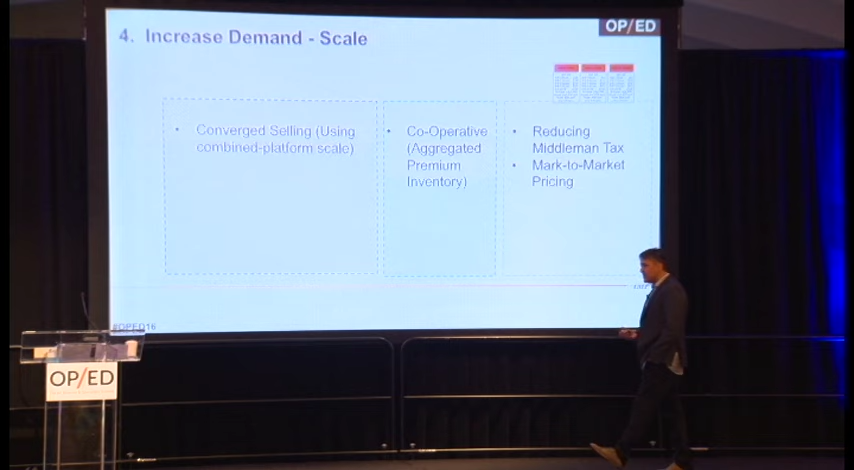 4. Increase Demand - Scale
OP/ED
• Converged Selling (Using
combined-platform scale)
• Co-Operative
(Aggregated
Premium
Inventory)
• Reducing
Middleman Tax
• Mark-to-Market
Pricing
#OPED16
OP/ED